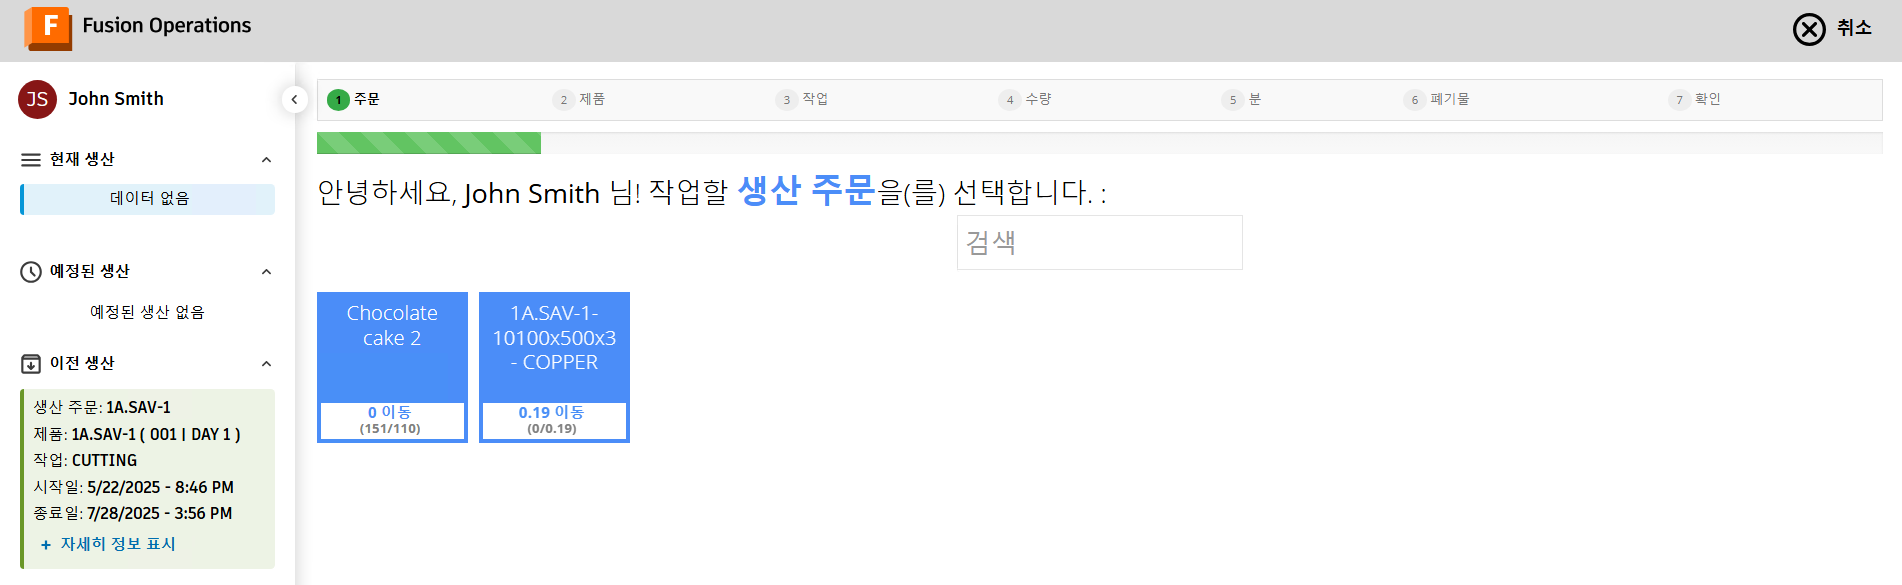 F Fusion Operations
취소
JS John Smith
현재 생산
데이터 없음
예정된 생산
예정된 생산 없음
이전 생산
생산 주문: 1A.SAV-1
제품: 1A.SAV-1 ( 001 | DAY 1 )
작업: CUTTING
시작일: 5/22/2025 - 8:46 PM
종료일: 7/28/2025 - 3:56 PM
+ 자세히 정보 표시
1 주문 2 제품 3 작업 4 수량 5 분 6 폐기물 7 확인
안녕하세요, John Smith 님! 작업할 생산 주문을(를) 선택합니다. :
검색
Chocolate
cake 2
0 이동
(151/110)
1A.SAV-1-
10100x500x3
- COPPER
0.19 이동
(0/0.19)